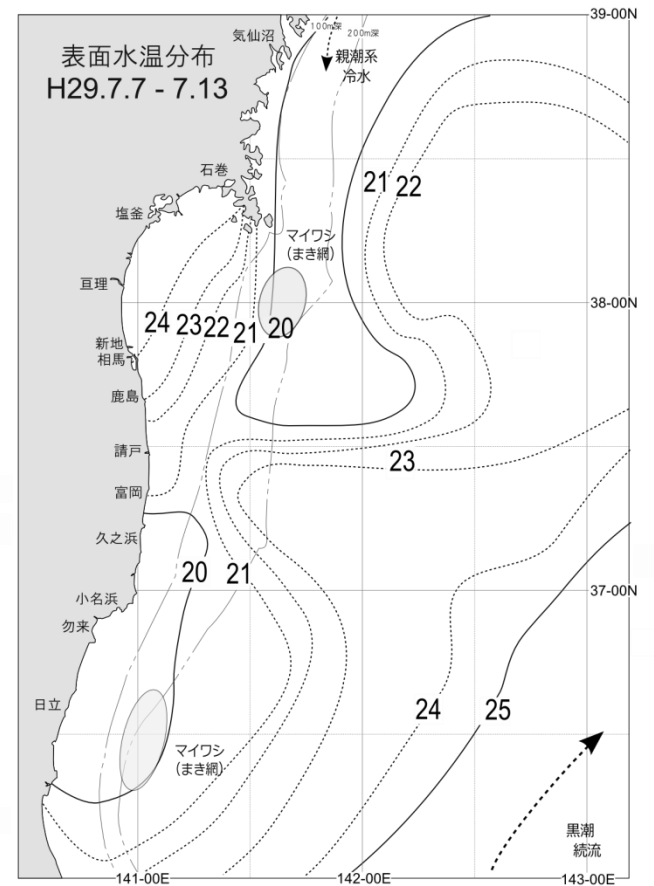 39-00N
気仙沼
100m深
200m深
表面水温分布
H29.7.7 - 7.13
親潮系
冷水
石巻
21
22
塩釜
マイワシ
(まき網)
亘理
38-00N
24
23
22
21
20
新地
相馬
鹿島
請戸
23
富岡
久之浜
20
21
37-00N
小名浜
勿来
日立
24
25
マイワシ
(まき網)
黒潮
続流
141-00E
142-00E
143-00E